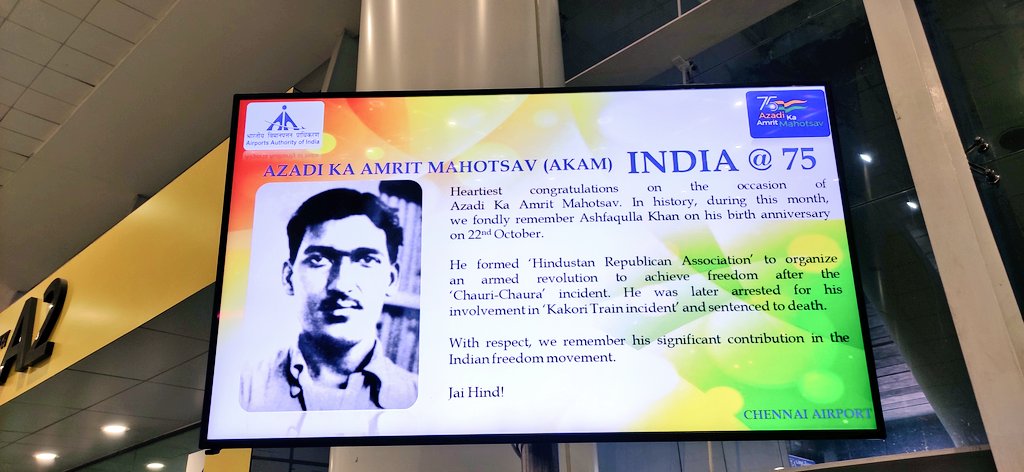 भारतीय विमानपत्तन प्राधिकरण
Airports Authority of India
75
Azadi Ka
Amrit Mahotsav
AZADI KA AMRIT MAHOTSAV (AKAM) INDIA @ 75
Heartiest congratulations on the occasion of
Azadi Ka Amrit Mahotsav. In history, during this month,
we fondly remember Ashfaqulla Khan on his birth anniversary
on 22nd October.
He formed ‘Hindustan Republican Association’ to organize
an armed revolution to achieve freedom after the
‘Chauri-Chaura’ incident. He was later arrested for his
involvement in ‘Kakori Train incident’ and sentenced to death.
With respect, we remember his significant contribution in the
Indian freedom movement.
Jai Hind!
CHENNAI AIRPORT
A2